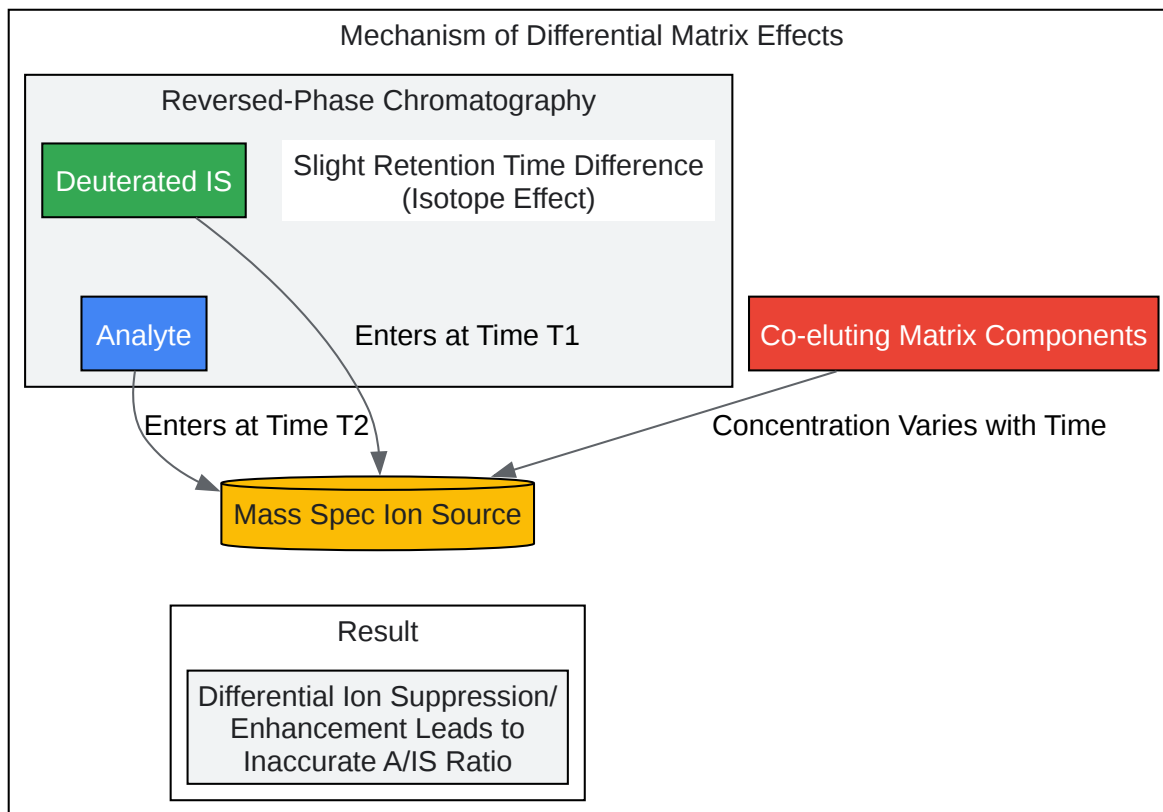 Mechanism of Differential Matrix Effects
Reversed-Phase Chromatography
Deuterated IS
Slight Retention Time Difference
(Isotope Effect)
Analyte
Enters at Time T1
Co-eluting Matrix Components
Enters at Time T2
Concentration Varies with Time
Mass Spec Ion Source
Result
Differential Ion Suppression/
Enhancement Leads to
Inaccurate A/IS Ratio